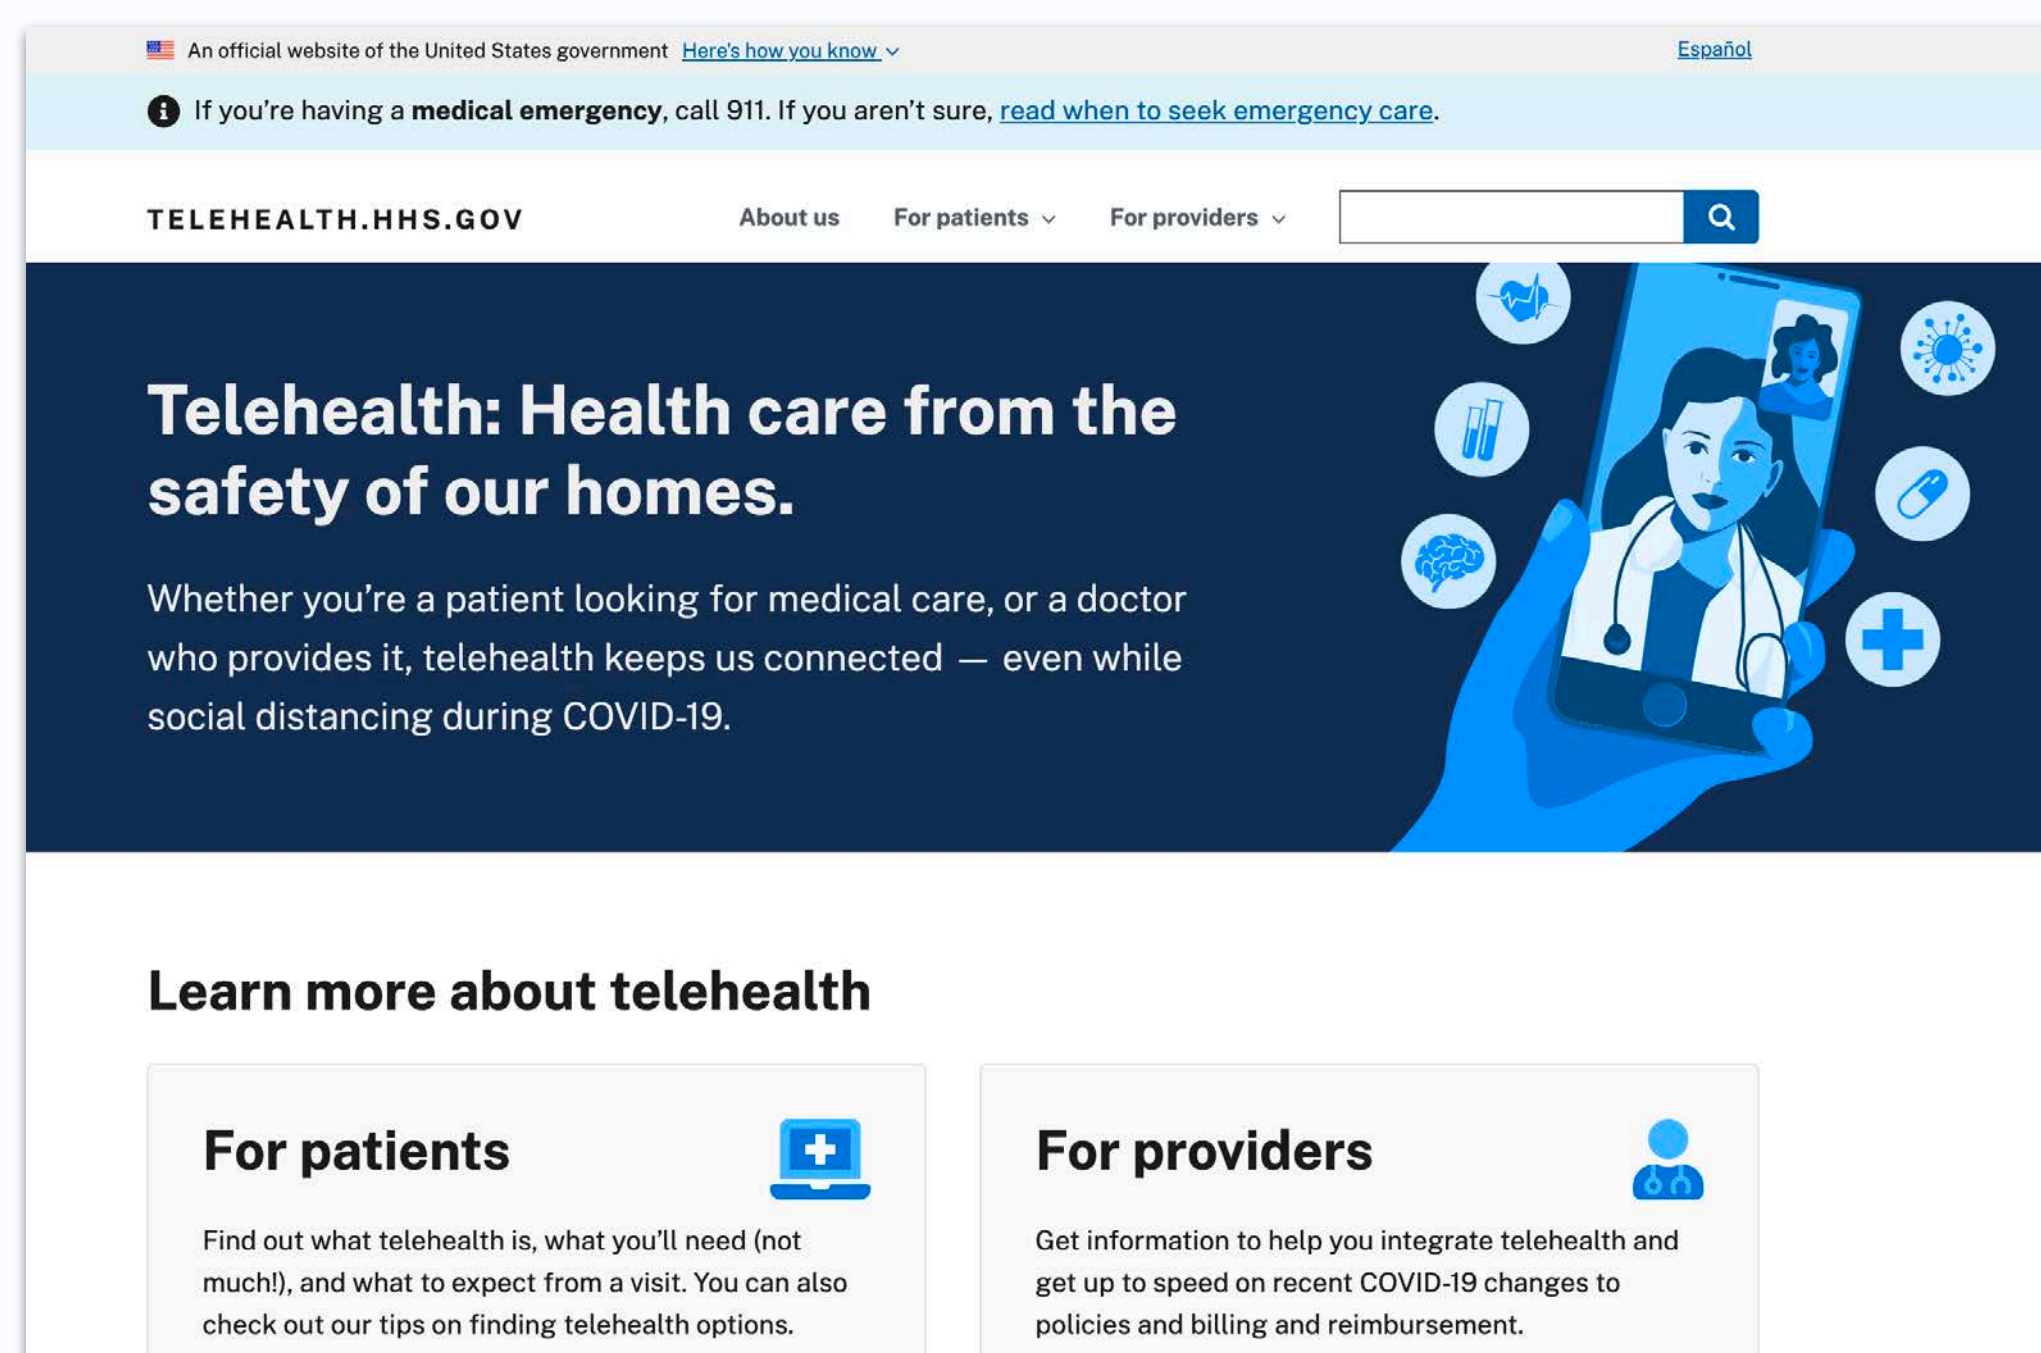 An official website of the United States government Here's how you know
Español
If you’re having a medical emergency, call 911. If you aren’t sure, read when to seek emergency care.
TELEHEALTH.HHS.GOV
About us
For patients
For providers
Telehealth: Health care from the
safety of our homes.
Whether you’re a patient looking for medical care, or a doctor
who provides it, telehealth keeps us connected — even while
social distancing during COVID-19.
Learn more about telehealth
For patients
Find out what telehealth is, what you’ll need (not
much!), and what to expect from a visit. You can also
check out our tips on finding telehealth options.
For providers
Get information to help you integrate telehealth and
get up to speed on recent COVID-19 changes to
policies and billing and reimbursement.